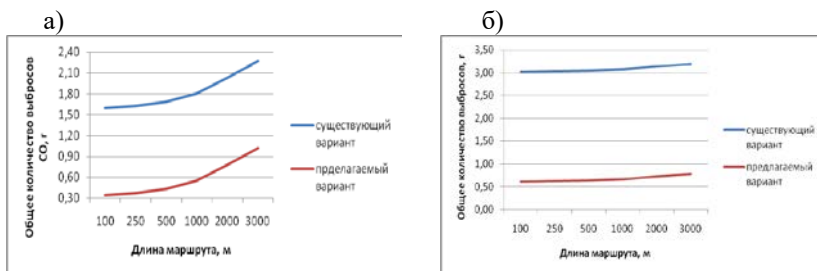 а)
Общее количество выбросов
CO, г
2,40
2,10
1,80
1,50
1,20
0,90
0,60
0,30
100 250 500 1000 2000 3000
Длина маршрута, м
существующий
вариант
прделагаемый
вариант
б)
Общее количество выбросов, г
3,50
3,00
2,50
2,00
1,50
1,00
0,50
0,00
100 250 500 1000 2000 3000
Длина маршрута, м
существующий
вариант
предлагаемый
вариант